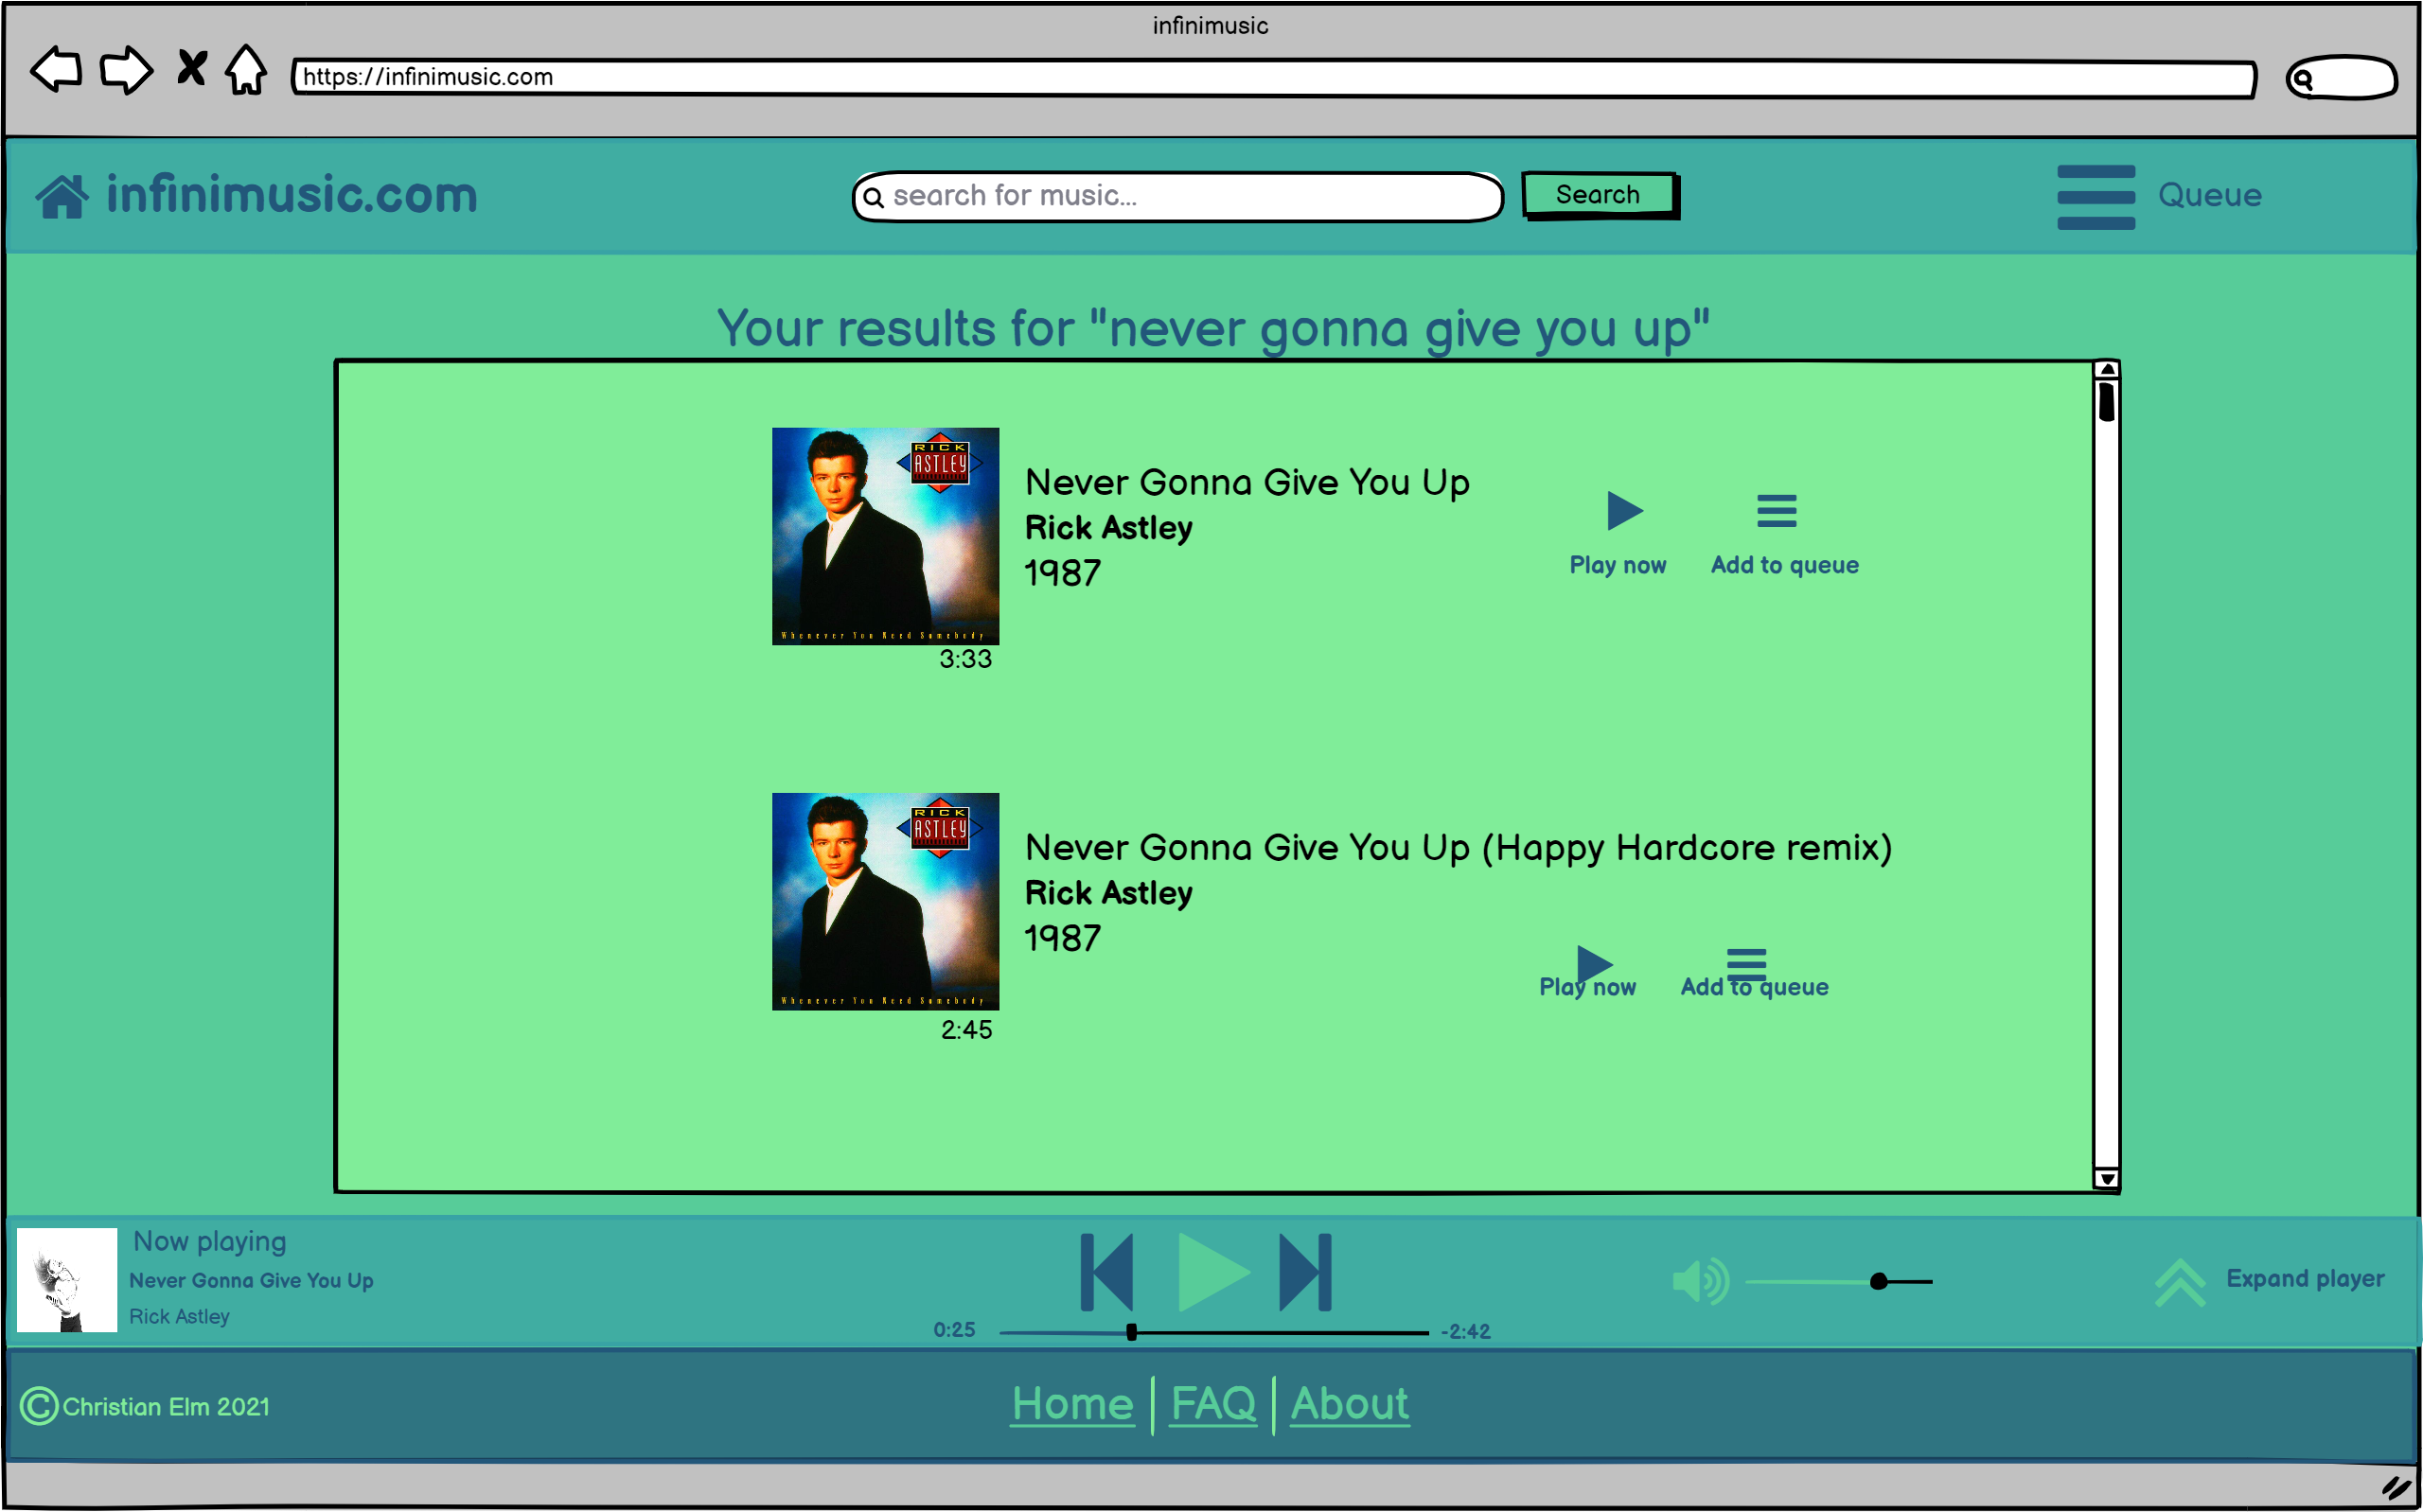 infinimusic
https://infinimusic.com
infinimusic.com
search for music...
Search
Queue
Your results for "never gonna give you up"
RICK
ASTLEY
Whenever You Need Somebody
3:33
Never Gonna Give You Up
Rick Astley
1987
Play now
Add to queue
RICK
ASTLEY
Whenever You Need Somebody
2:45
Never Gonna Give You Up (Happy Hardcore remix)
Rick Astley
1987
Play now
Add to queue
Now playing
Never Gonna Give You Up
Rick Astley
0:25
-2:42
Expand player
©Christian Elm 2021
Home | FAQ | About